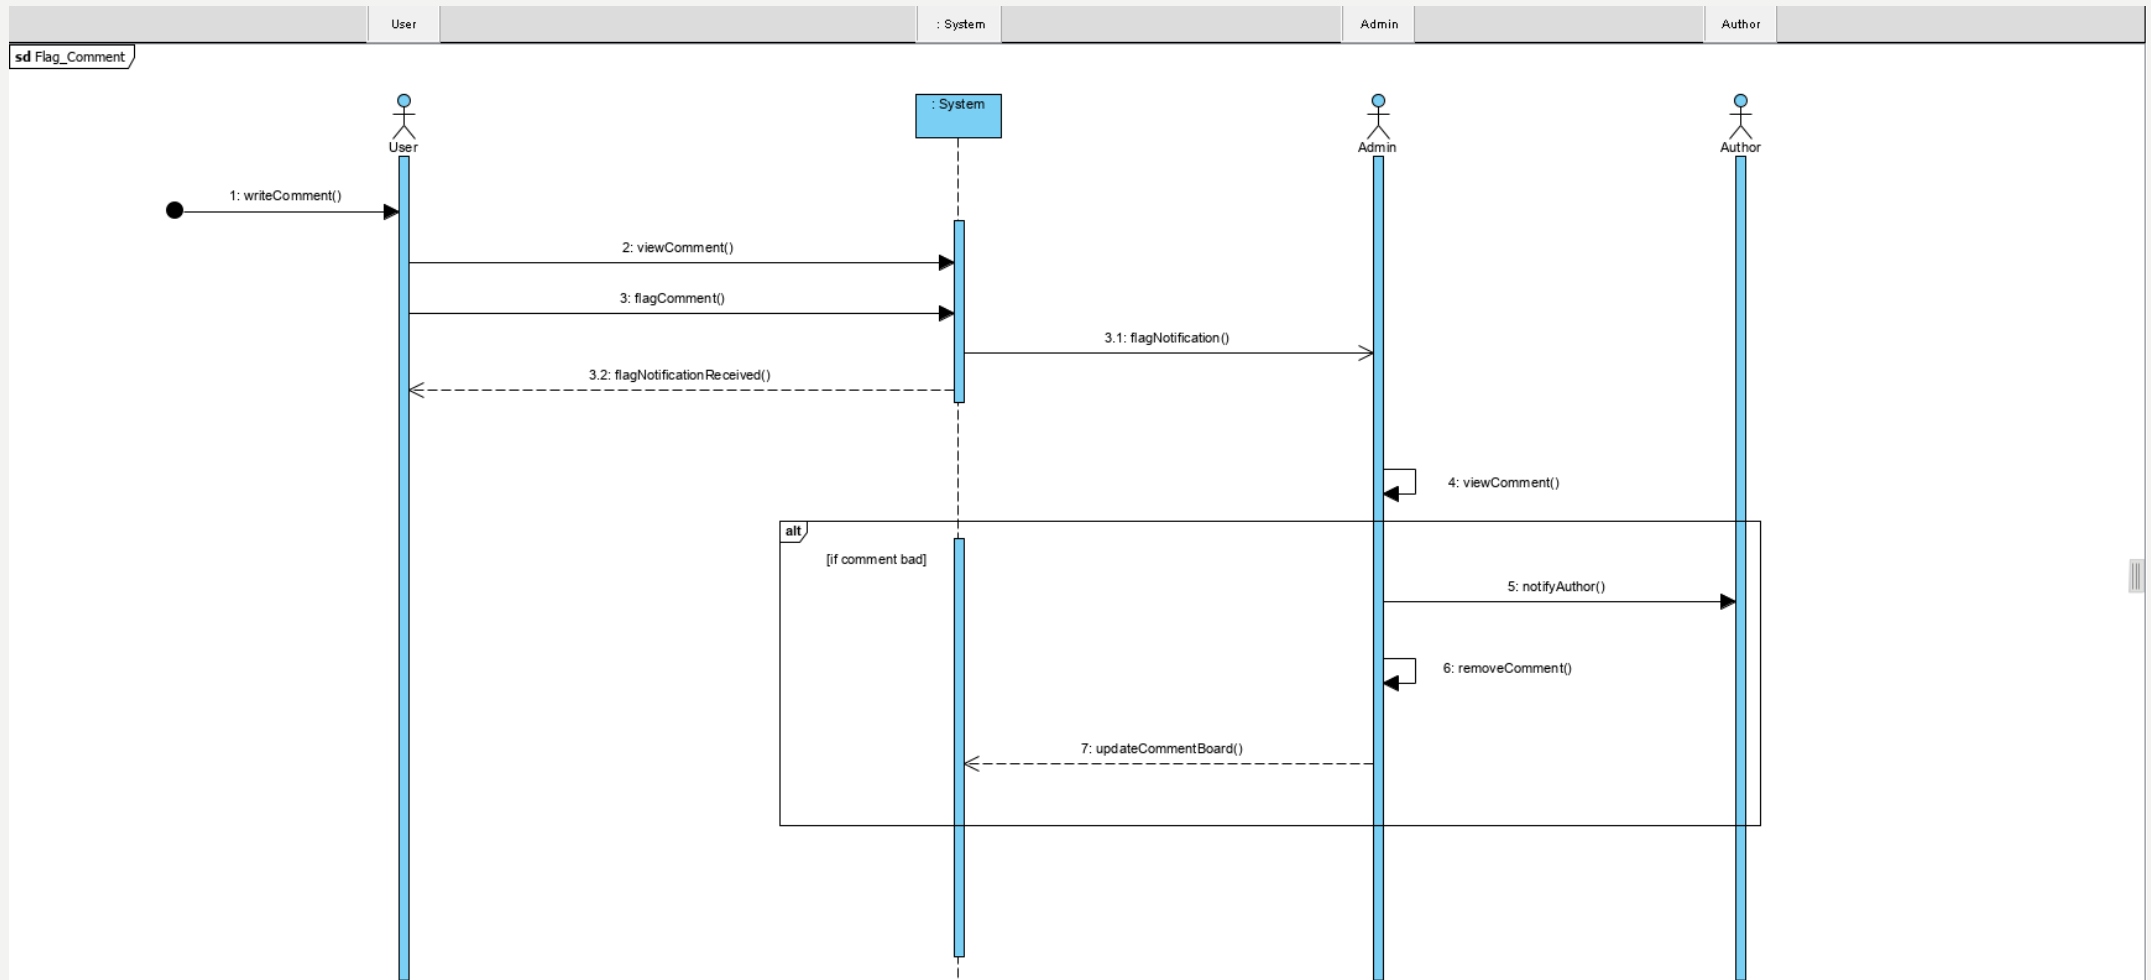 User
: System
Admin
Author
sd Flag_Comment
: System
User
Admin
Author
1: writeComment()
2: viewComment()
3: flagComment()
3.1: flagNotification()
3.2: flagNotificationReceived()
4: viewComment()
alt
[if comment bad]
5: notifyAuthor()
6: removeComment()
7: updateCommentBoard()